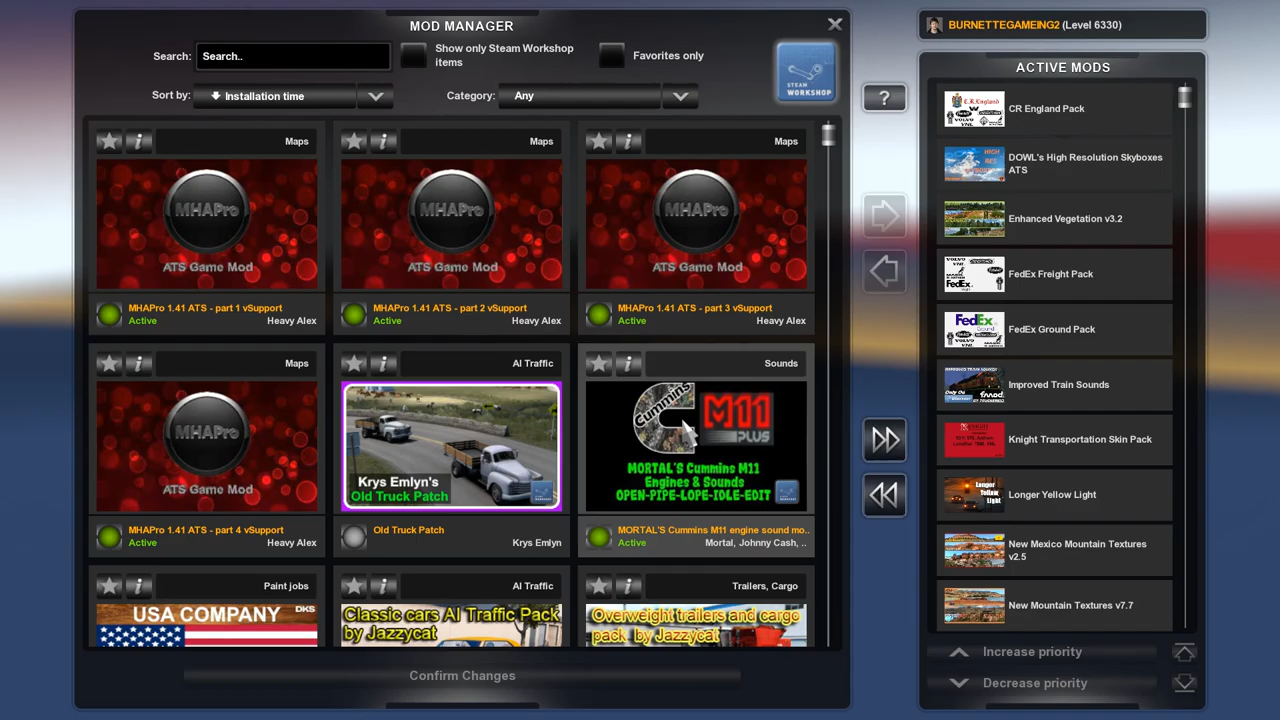 MOD MANAGER
BURNETTEGAMEING2 (Level 6330)
Search:
Search..
Show only Steam Workshop
items
Favorites only
STEAM
WORKSHOP
Sort by:
Installation time
Category:
Any
?
ACTIVE MODS
Maps
MHAPro
ATS Game Mod
MHAPro 1.41 ATS - part 1 vSupport
Active
Heavy Alex
Maps
MHAPro
ATS Game Mod
MHAPro 1.41 ATS - part 2 vSupport
Active
Heavy Alex
Maps
MHAPro
ATS Game Mod
MHAPro 1.41 ATS - part 3 vSupport
Active
Heavy Alex
Maps
MHAPro
ATS Game Mod
MHAPro 1.41 ATS - part 4 vSupport
Active
Heavy Alex
AI Traffic
Krys Emlyn's
Old Truck Patch
Old Truck Patch
Krys Emlyn
Sounds
Cummins
M11
PLUS
MORTAL'S Cummins M11
Engines & Sounds
OPEN-PIPE-LOPE-IDLE-EDIT
MORTAL'S Cummins M11 engine sound mo..
Active
Mortal, Johnny Cash, ..
Paint jobs
USA COMPANY
DKS
AI Traffic
Classic cars AI Traffic Pack
by Jazzycat
Trailers, Cargo
Overweight trailers and cargo
pack by Jazzycat
Confirm Changes
CR England Pack
DOWL's High Resolution Skyboxes
ATS
Enhanced Vegetation v3.2
FedEx Freight Pack
FedEx Ground Pack
Improved Train Sounds
Knight Transportation Skin Pack
Longer Yellow Light
New Mexico Mountain Textures
v2.5
New Mountain Textures v7.7
Increase priority
Decrease priority